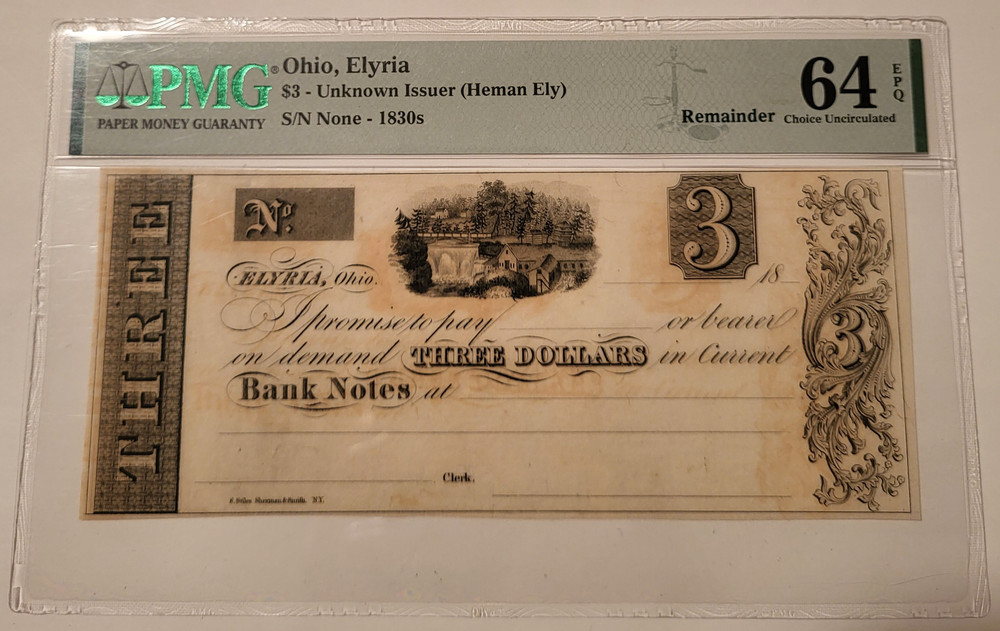 PMG®
PAPER MONEY GUARANTY
Ohio, Elyria
$3 - Unknown Issuer (Heman Ely)
S/N None - 1830s
Remainder
64
EPQ
Choice Uncirculated
THREE
No.
3
ELYRIA, Ohio.
18
I promise to pay or bearer
on demand THREE DOLLARS in Current
3
Bank Notes at
Clerk.
Sherman & Smith. N.Y.